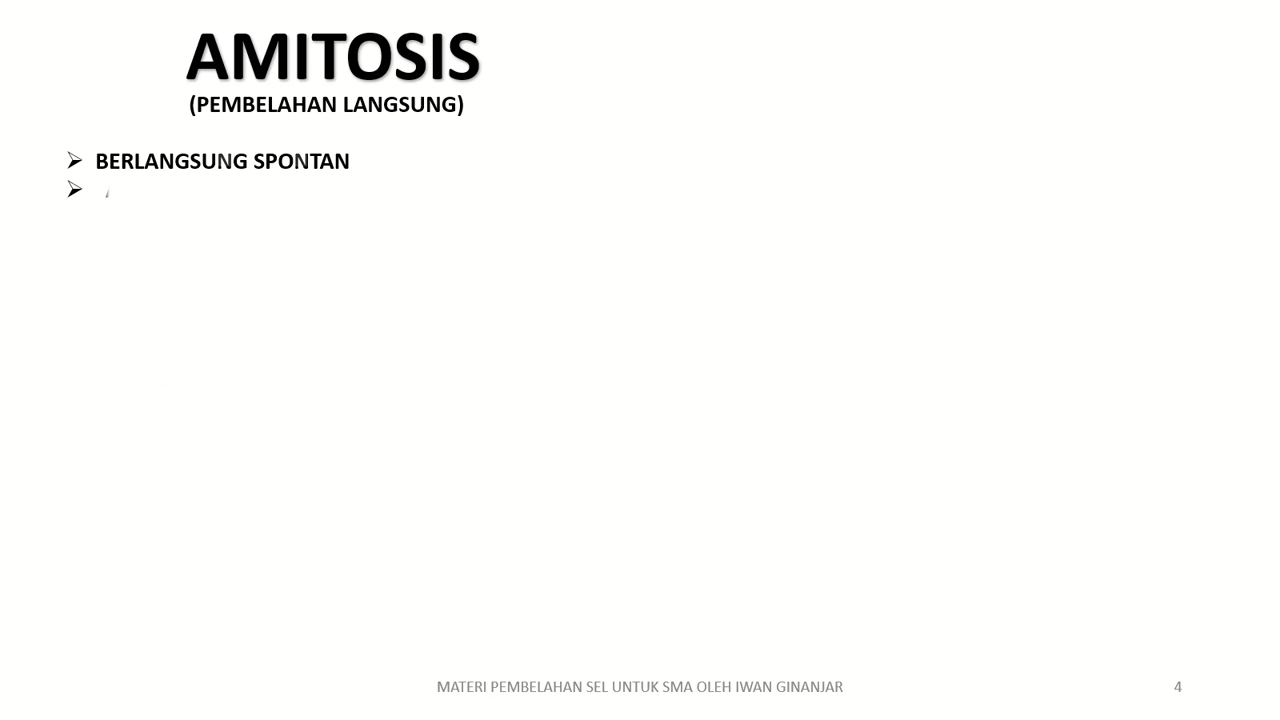 AMITOSIS
(PEMBELAHAN LANGSUNG)
➢ BERLANGSUNG SPONTAN
➢
MATERI PEMBELAHAN SEL UNTUK SMA OLEH IWAN GINANJAR
4